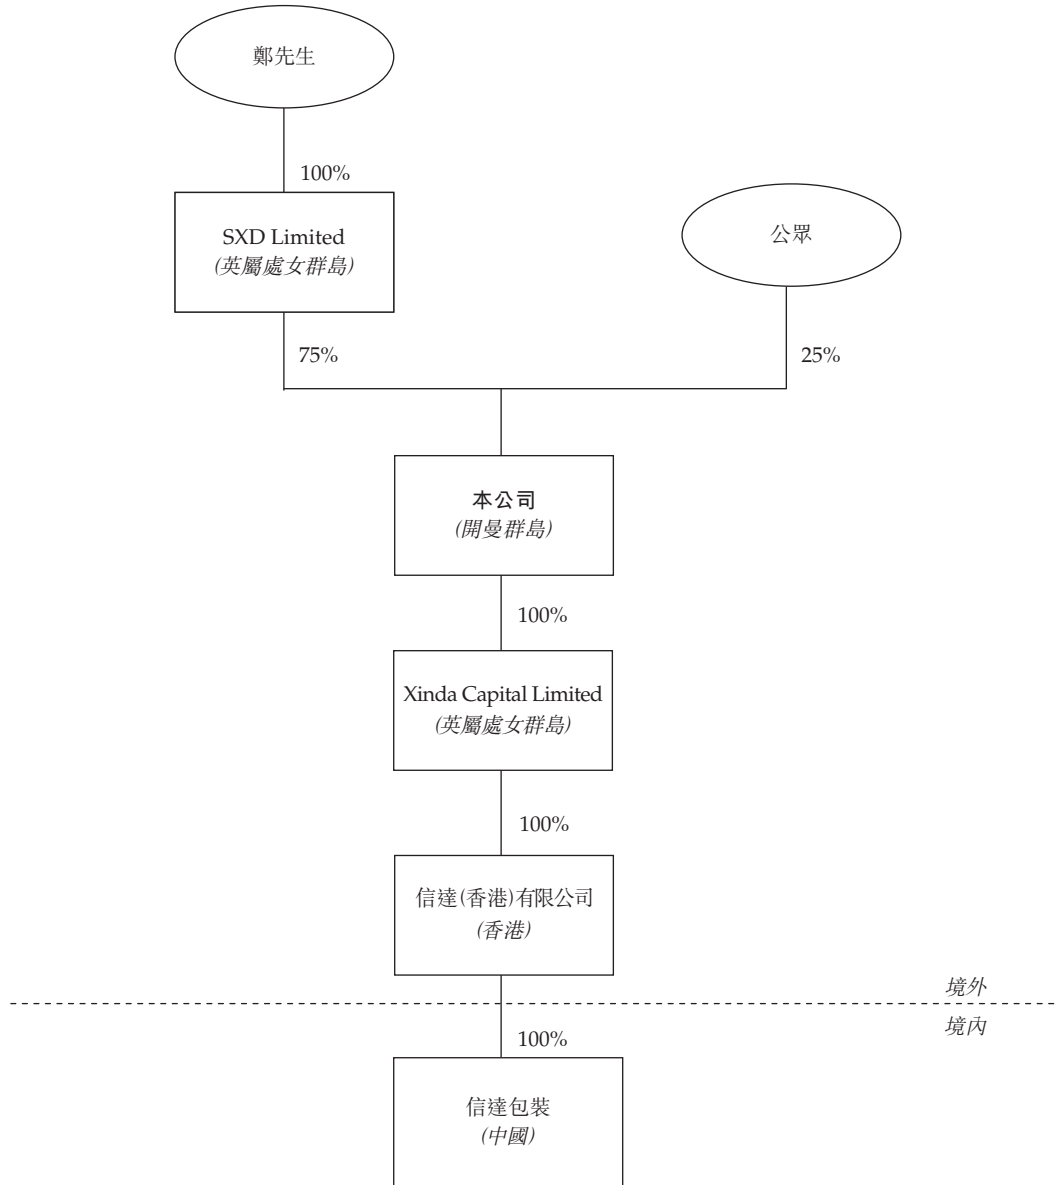 鄭先生
100%
SXD Limited
(英屬處女群島)
公眾
75%
25%
本公司
(開曼群島)
100%
Xinda Capital Limited
(英屬處女群島)
100%
信達(香港)有限公司
(香港)
境外
境內
100%
信達包裝
(中國)